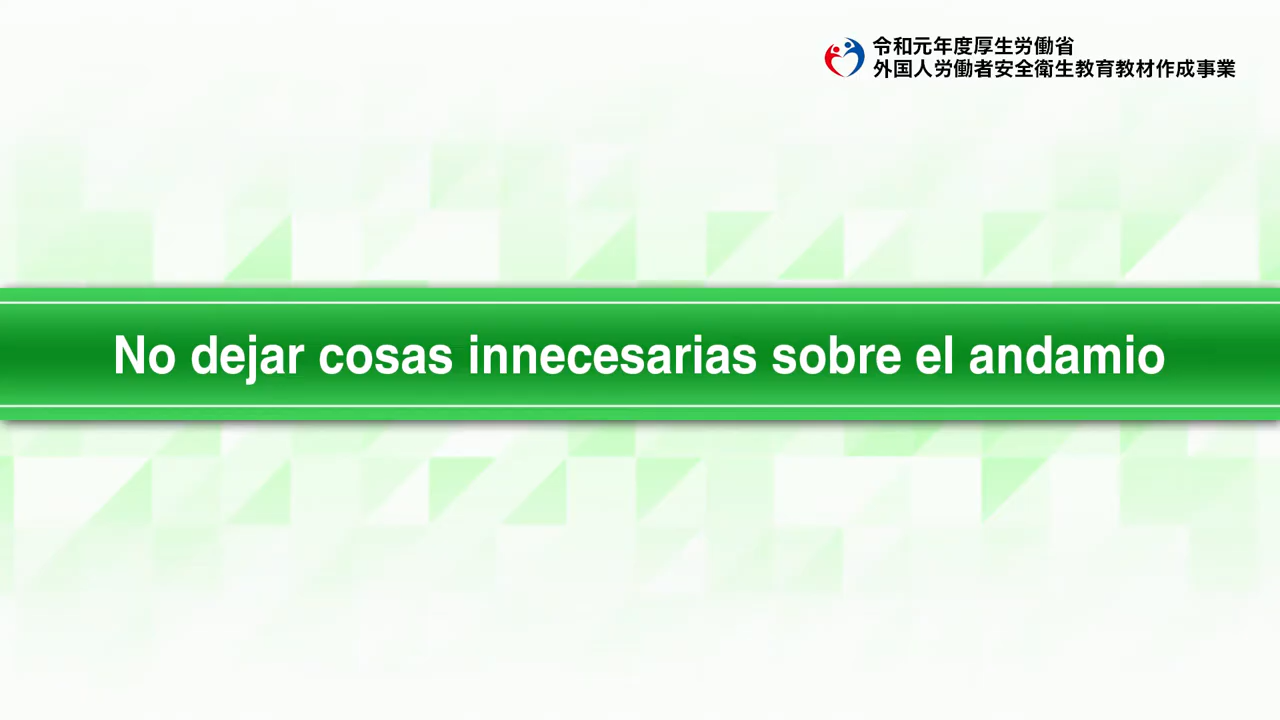 令和元年度厚生労働省
外国人労働者安全衛生教育教材作成事業
No dejar cosas innecesarias sobre el andamio